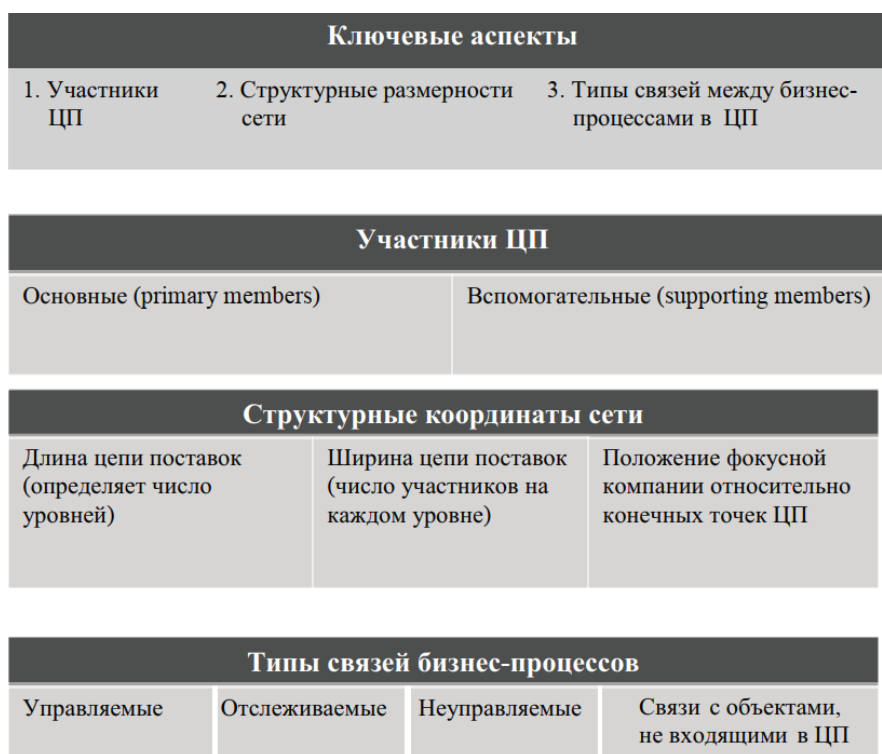 Ключевые аспекты
1. Участники ЦП
2. Структурные размерности сети
3. Типы связей между бизнес-процессами в ЦП
Участники ЦП
Основные (primary members)
Вспомогательные (supporting members)
Структурные координаты сети
Длина цепи поставок
(определяет число
уровней)
Ширина цепи поставок
(число участников на
каждом уровне)
Положение фокусной
компании относительно
конечных точек ЦП
Типы связей бизнес-процессов
Управляемые
Отслеживаемые
Неуправляемые
Связи с объектами,
не входящими в ЦП